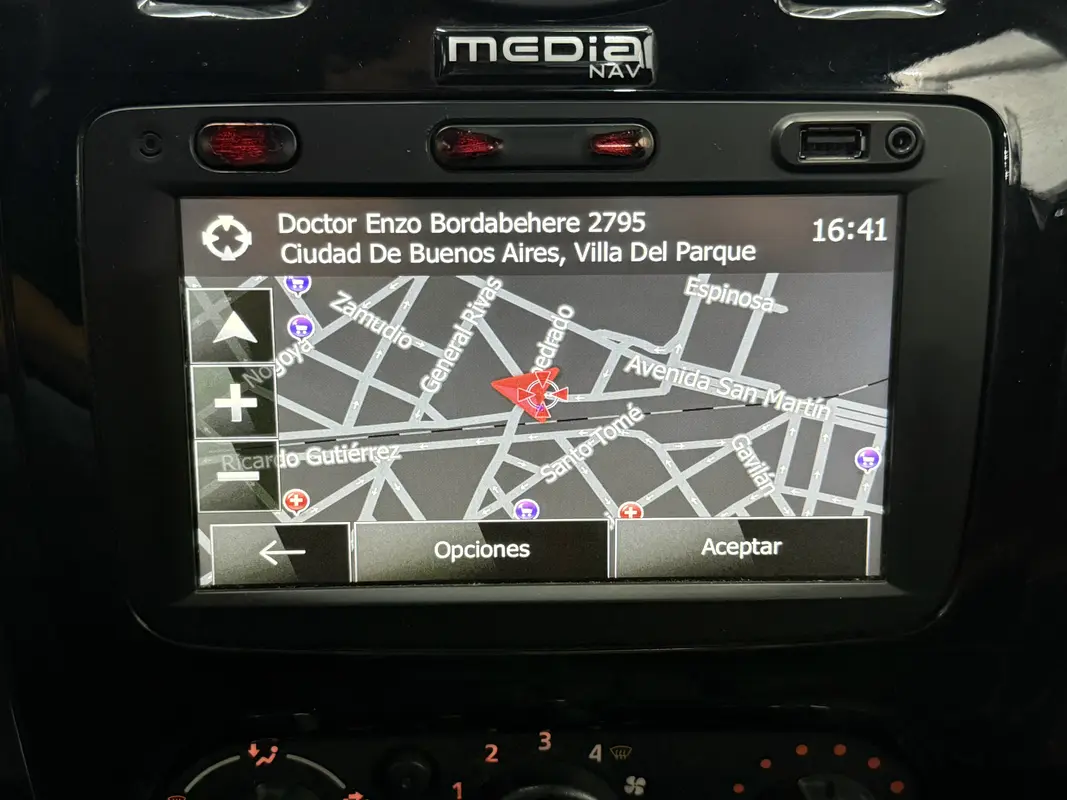 MEDIA
NAV
Doctor Enzo Bordabehere 2795
Ciudad De Buenos Aires, Villa Del Parque
16:41
Espinosa
Zamudio
General Rivas
pedrado
Nogoya
Avenida San Martín
Ricardo Gutiérrez
Santo Tomé
Gavilán
Opciones
Aceptar
1
2
3
4